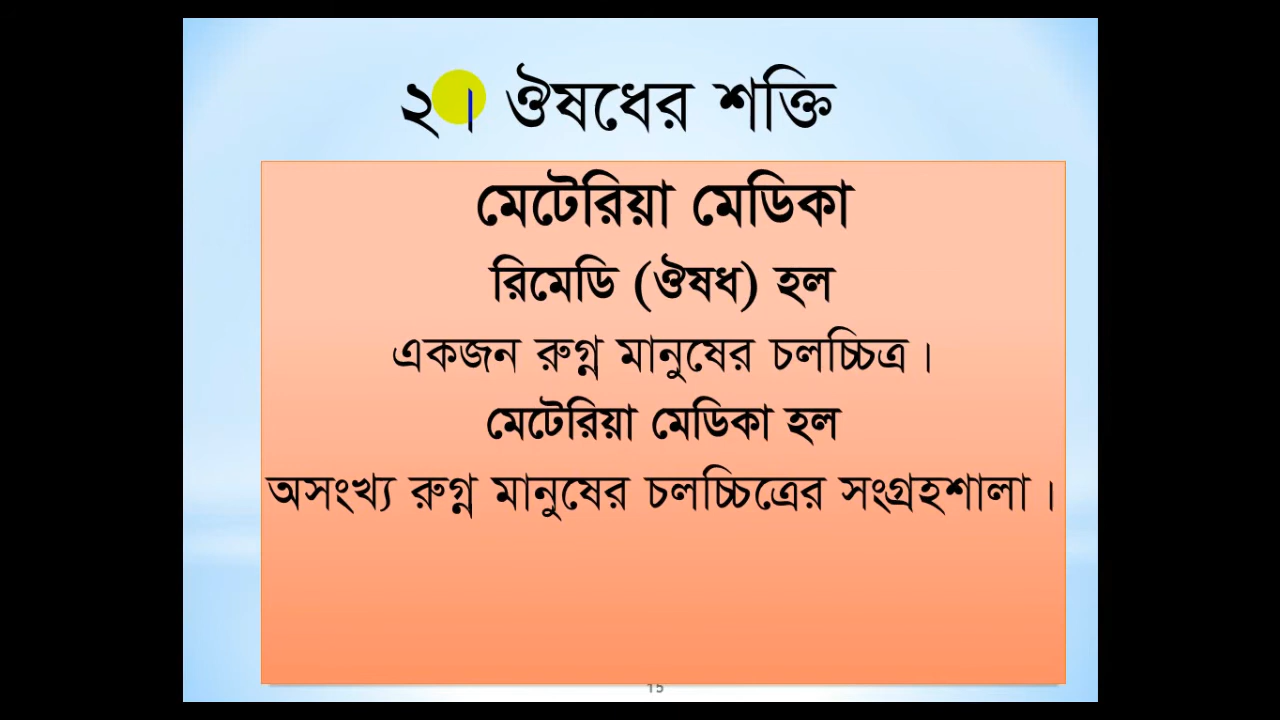 ২। ঔষধের শক্তি
মেটেরিয়া মেডিকা
রিমেডি (ঔষধ) হল
একজন রুগ্ন মানুষের চলচ্চিত্র।
মেটেরিয়া মেডিকা হল
অসংখ্য রুগ্ন মানুষের চলচ্চিত্রের সংগ্রহশালা।
15